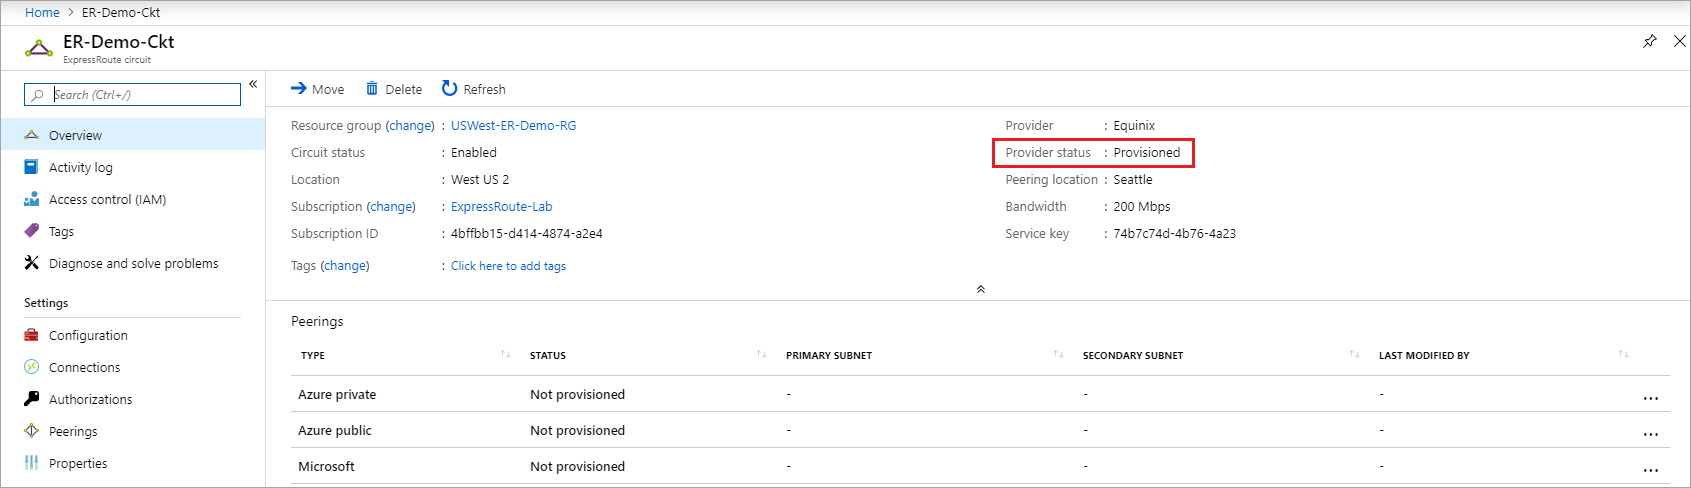 Home > ER-Demo-Ckt
ER-Demo-Ckt
ExpressRoute circuit
Search (Ctrl+/)
«
Overview
Activity log
Access control (IAM)
Tags
Diagnose and solve problems
Settings
Configuration
Connections
Authorizations
Peerings
Properties
Move Delete Refresh
Resource group (change) : USWest-ER-Demo-RG
Circuit status : Enabled
Location : West US 2
Subscription (change) : ExpressRoute-Lab
Subscription ID : 4bffbb15-d414-4874-a2e4
Tags (change) : Click here to add tags
Provider : Equinix
Provider status : Provisioned
Peering location : Seattle
Bandwidth : 200 Mbps
Service key : 74b7c74d-4b76-4a23
Peerings
TYPE STATUS PRIMARY SUBNET SECONDARY SUBNET LAST MODIFIED BY
Azure private Not provisioned - - - ...
Azure public Not provisioned - - - ...
Microsoft Not provisioned - - - ...